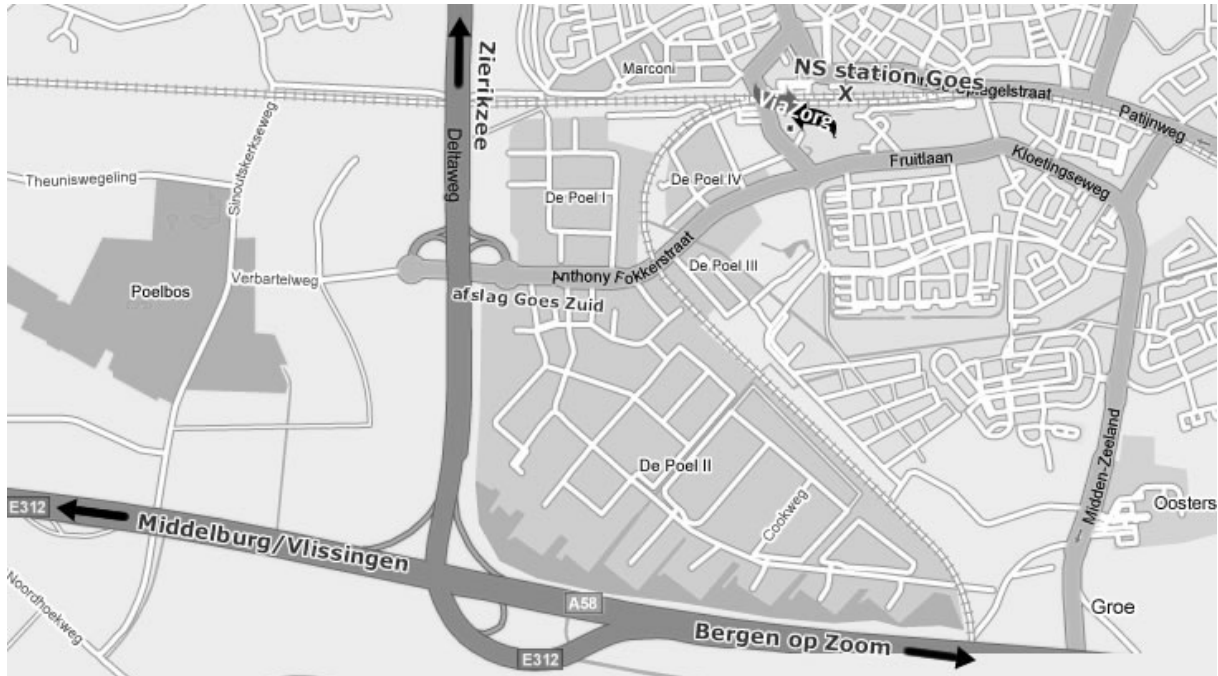 Zierikzee
Marconi
NS station Goes
Patijnweg
ViaZorg
Sinoutskerkseweg
Deltaweg
Fruitlaan
Kloetingseweg
Theuniswegeling
De Poel I
De Poel IV
Anthony Fokkerstraat
De Poel III
Verbartelweg
Poelbos
afslag Goes Zuid
De Poel II
Midden-Zeeland
Cookweg
Oosters
E312
Middelburg/Vlissingen
Noordhoekweg
A58
Groe
Bergen op Zoom
E312